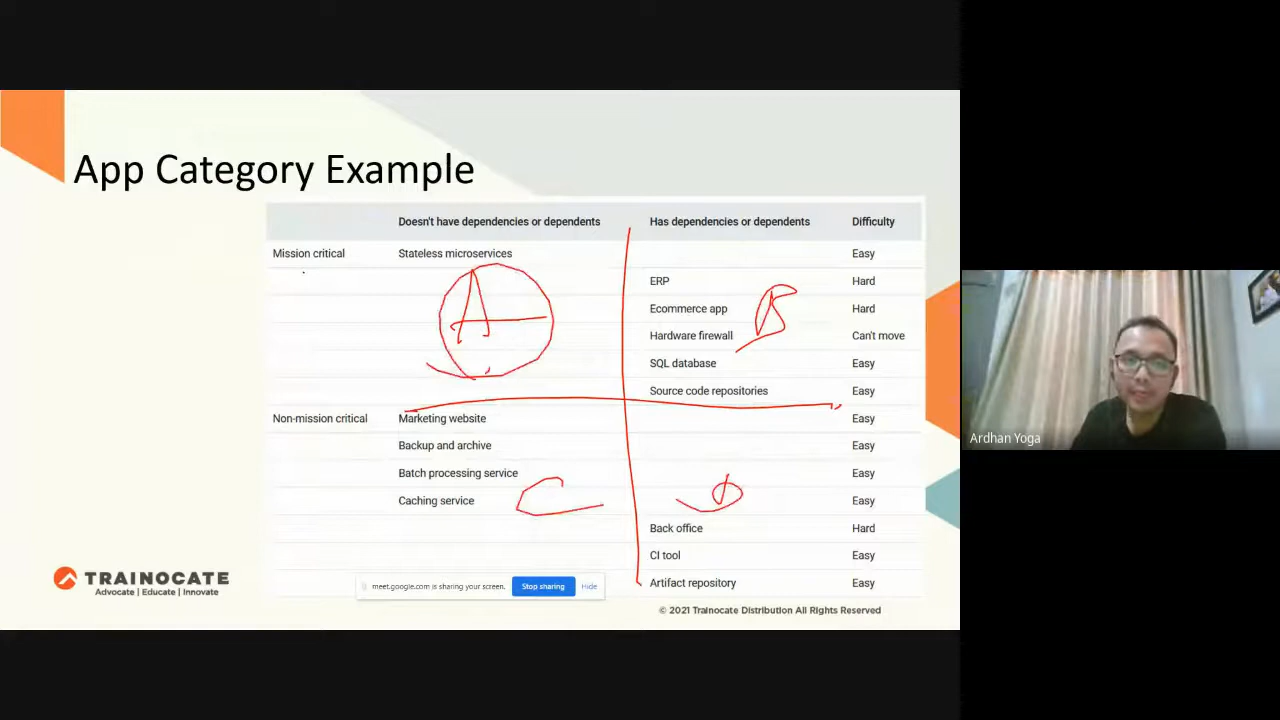 App Category Example
Doesn't have dependencies or dependents Has dependencies or dependents Difficulty
Mission critical Stateless microservices Easy
ERP Hard
Ecommerce app Hard
Hardware firewall Can't move
SQL database Easy
Source code repositories Easy
Non-mission critical Marketing website Easy
Backup and archive Easy
Batch processing service Easy
Caching service Easy
Back office Hard
CI tool Easy
Artifact repository Easy
A
B
C
D
TRAINOCATE
Advocate | Educate | Innovate
meet.google.com is sharing your screen. Stop sharing Hide
© 2021 Trainocate Distribution All Rights Reserved
Ardhan Yoga